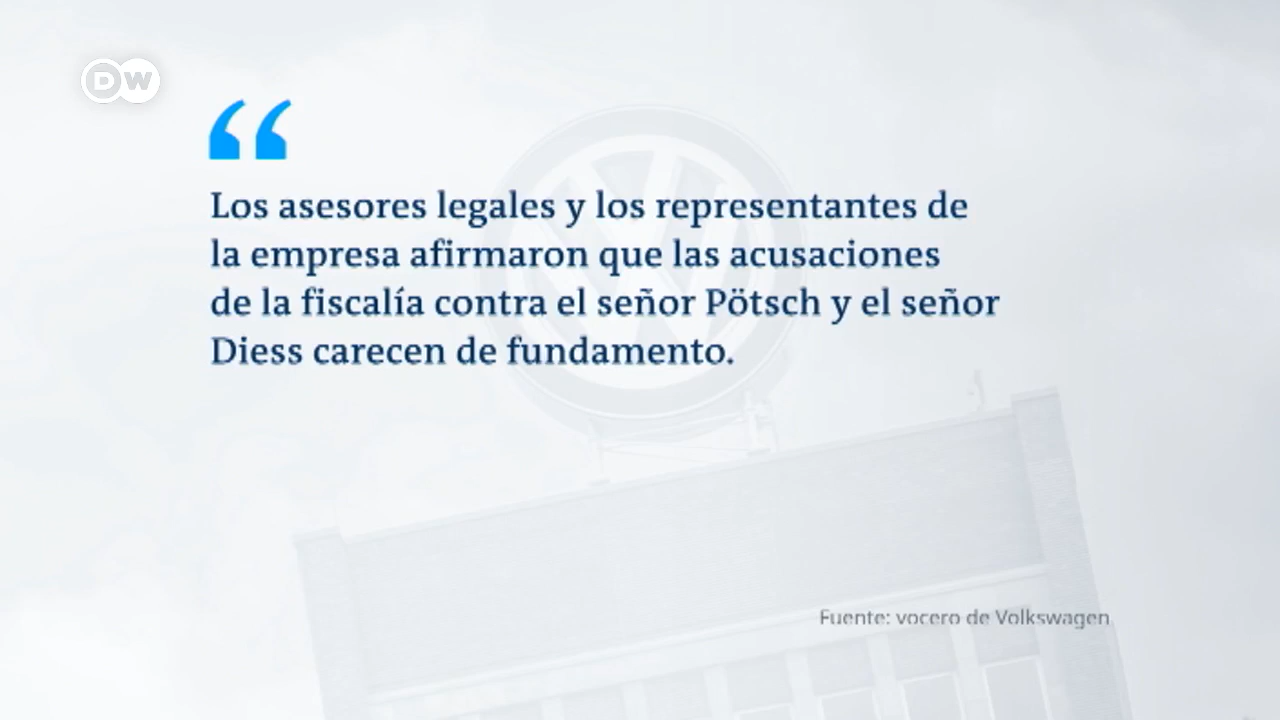 DW
“
Los asesores legales y los representantes de
la empresa afirmaron que las acusaciones
de la fiscalía contra el señor Pötsch y el señor
Diess carecen de fundamento.
Fuente: vocero de Volkswagen